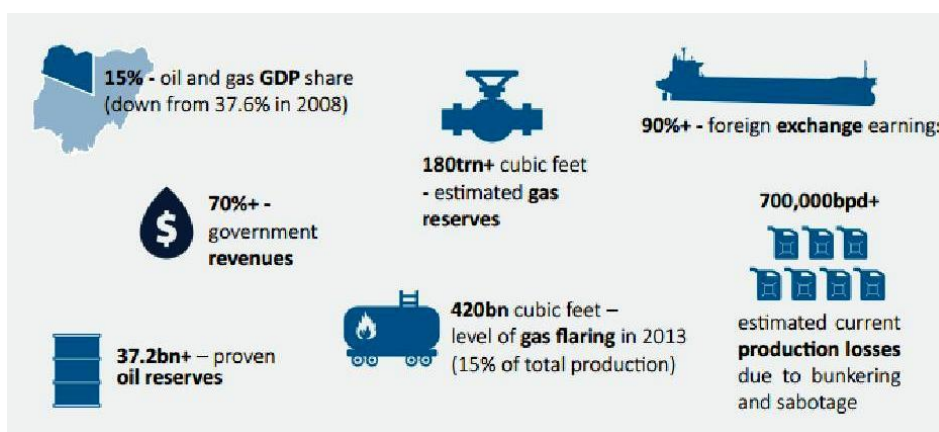 15% - oil and gas GDP share
(down from 37.6% in 2008)
180trn+ cubic feet
- estimated gas
reserves
90%+ - foreign exchange earnings
$
70%+ -
government
revenues
700,000bpd+
estimated current
production losses
due to bunkering
and sabotage
420bn cubic feet –
level of gas flaring in 2013
(15% of total production)
37.2bn+ – proven
oil reserves